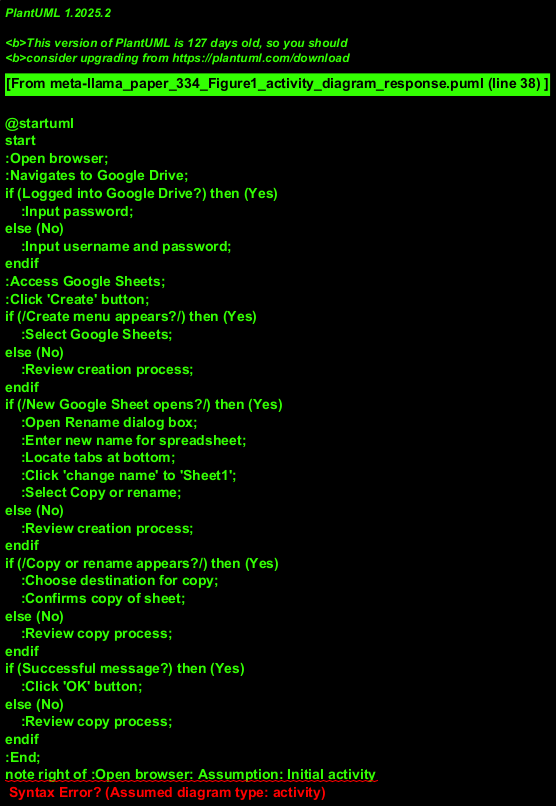 PlantUML 1.2025.2
<b>This version of PlantUML is 127 days old, so you should
<b>consider upgrading from https://plantuml.com/download
[From meta-llama_paper_334_Figure1_activity_diagram_response.puml (line 38) ]
@startuml
start
:Open browser;
:Navigates to Google Drive;
if (Logged into Google Drive?) then (Yes)
:Input password;
else (No)
:Input username and password;
endif
:Access Google Sheets;
:Click 'Create' button;
if (/Create menu appears?/) then (Yes)
:Select Google Sheets;
else (No)
:Review creation process;
endif
if (/New Google Sheet opens?/) then (Yes)
:Open Rename dialog box;
:Enter new name for spreadsheet;
:Locate tabs at bottom;
:Click 'change name' to 'Sheet1';
:Select Copy or rename;
else (No)
:Review creation process;
endif
if (/Copy or rename appears?/) then (Yes)
:Choose destination for copy;
:Confirms copy of sheet;
else (No)
:Review copy process;
endif
if (Successful message?) then (Yes)
:Click 'OK' button;
else (No)
:Review copy process;
endif
:End;
note right of :Open browser: Assumption: Initial activity
Syntax Error? (Assumed diagram type: activity)